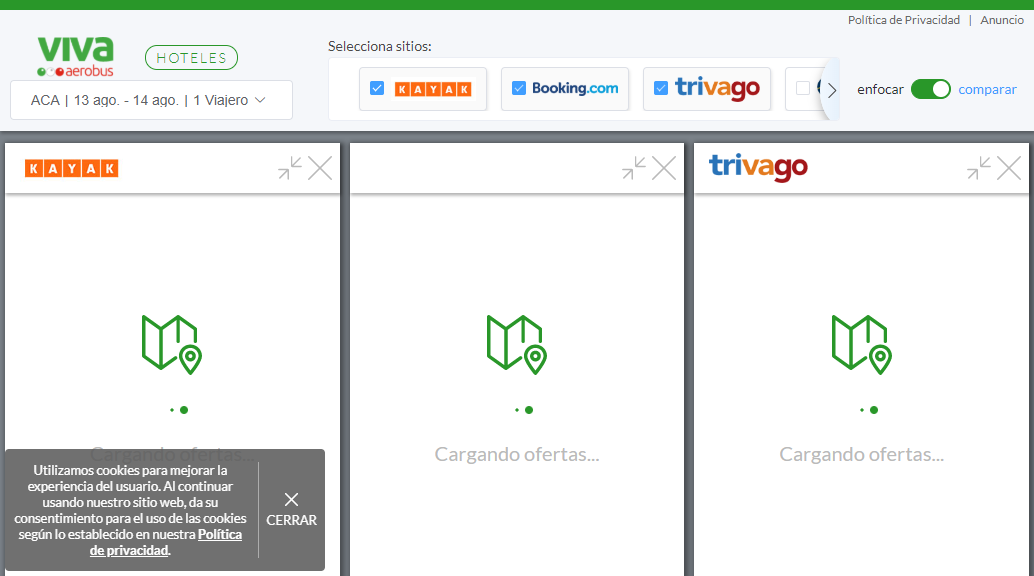 Política de Privacidad | Anuncio
viva
aerobus
HOTELES
Selecciona sitios:
ACA | 13 ago. - 14 ago. | 1 Viajero
KAYAK
Booking.com
trivago
enfocar
comparar
KAYAK
trivago
Cargando ofertas...
Cargando ofertas...
Cargando ofertas...
Utilizamos cookies para mejorar la
experiencia del usuario. Al continuar
usando nuestro sitio web, da su
consentimiento para el uso de las cookies
según lo establecido en nuestra Política
de privacidad.
CERRAR